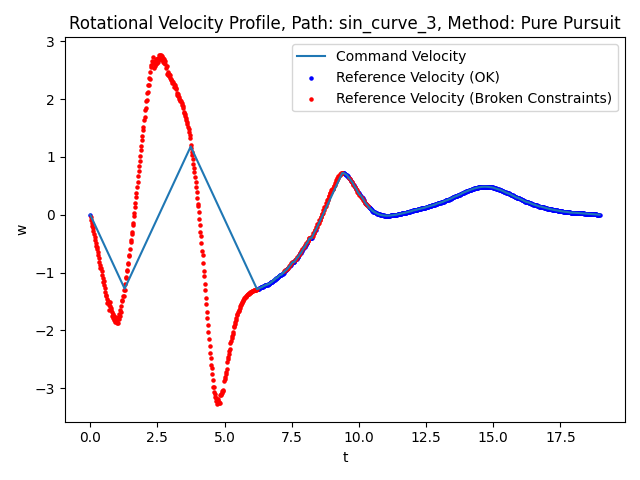 Rotational Velocity Profile, Path: sin_curve_3, Method: Pure Pursuit
Command Velocity
Reference Velocity (OK)
Reference Velocity (Broken Constraints)
3
2
1
0
−1
−2
−3
w
0.0 2.5 5.0 7.5 10.0 12.5 15.0 17.5
t